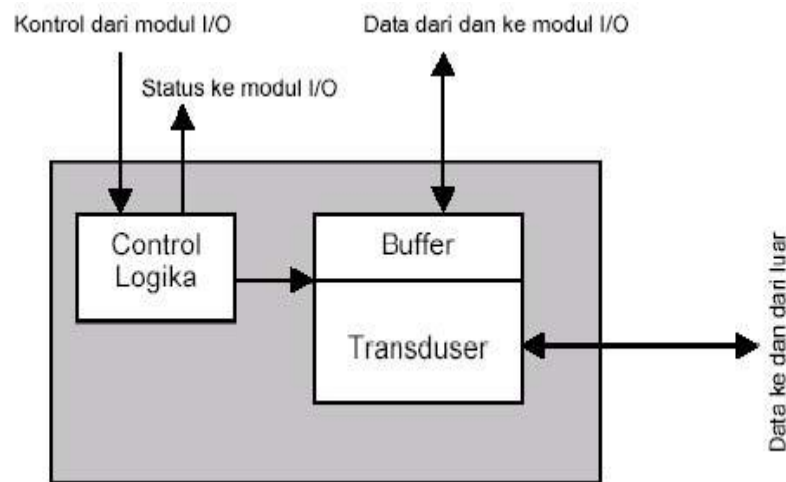 Kontrol dari modul I/O
Data dari dan ke modul I/O
Status ke modul I/O
Control
Logika
Buffer
Transduser
Data ke dan dari luar